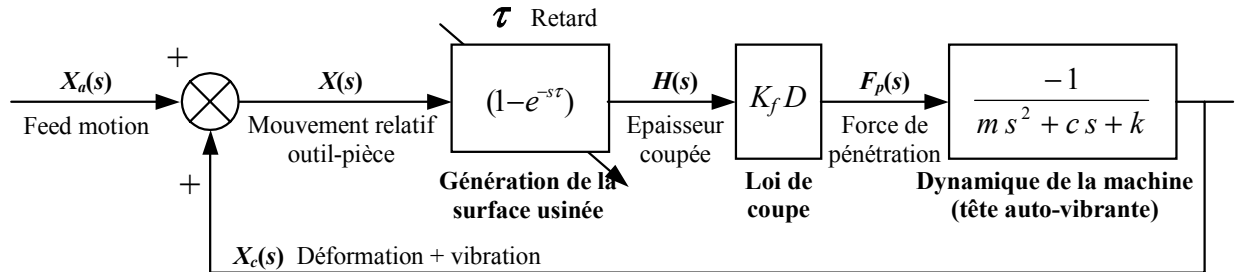 τ Retard
+
X_a(s)
Feed motion
X(s)
Mouvement relatif
outil-pièce
(1−e^{−sτ})
Génération de la
surface usinée
H(s)
Epaisseur
coupée
K_f D
Loi de
coupe
F_p(s)
Force de
pénétration
−1
m s² + c s + k
Dynamique de la machine
(tête auto-vibrante)
+
X_c(s) Déformation + vibration